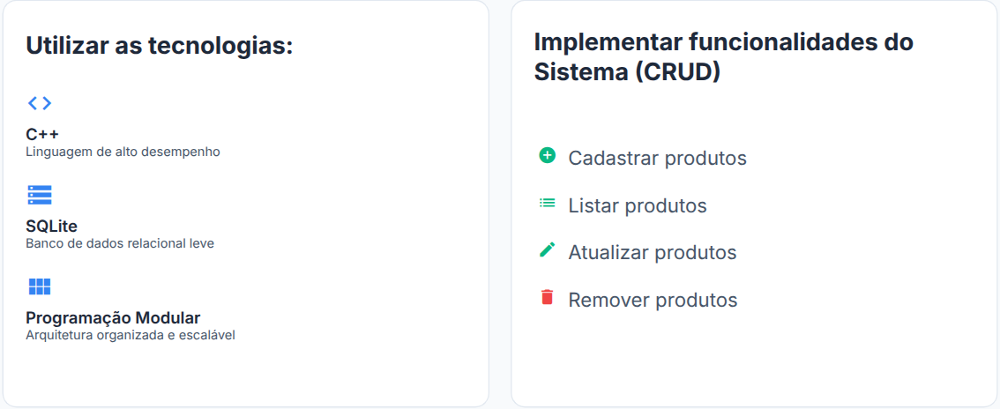 Utilizar as tecnologias:
C++
Linguagem de alto desempenho
SQLite
Banco de dados relacional leve
Programação Modular
Arquitetura organizada e escalável
Implementar funcionalidades do
Sistema (CRUD)
Cadastrar produtos
Listar produtos
Atualizar produtos
Remover produtos